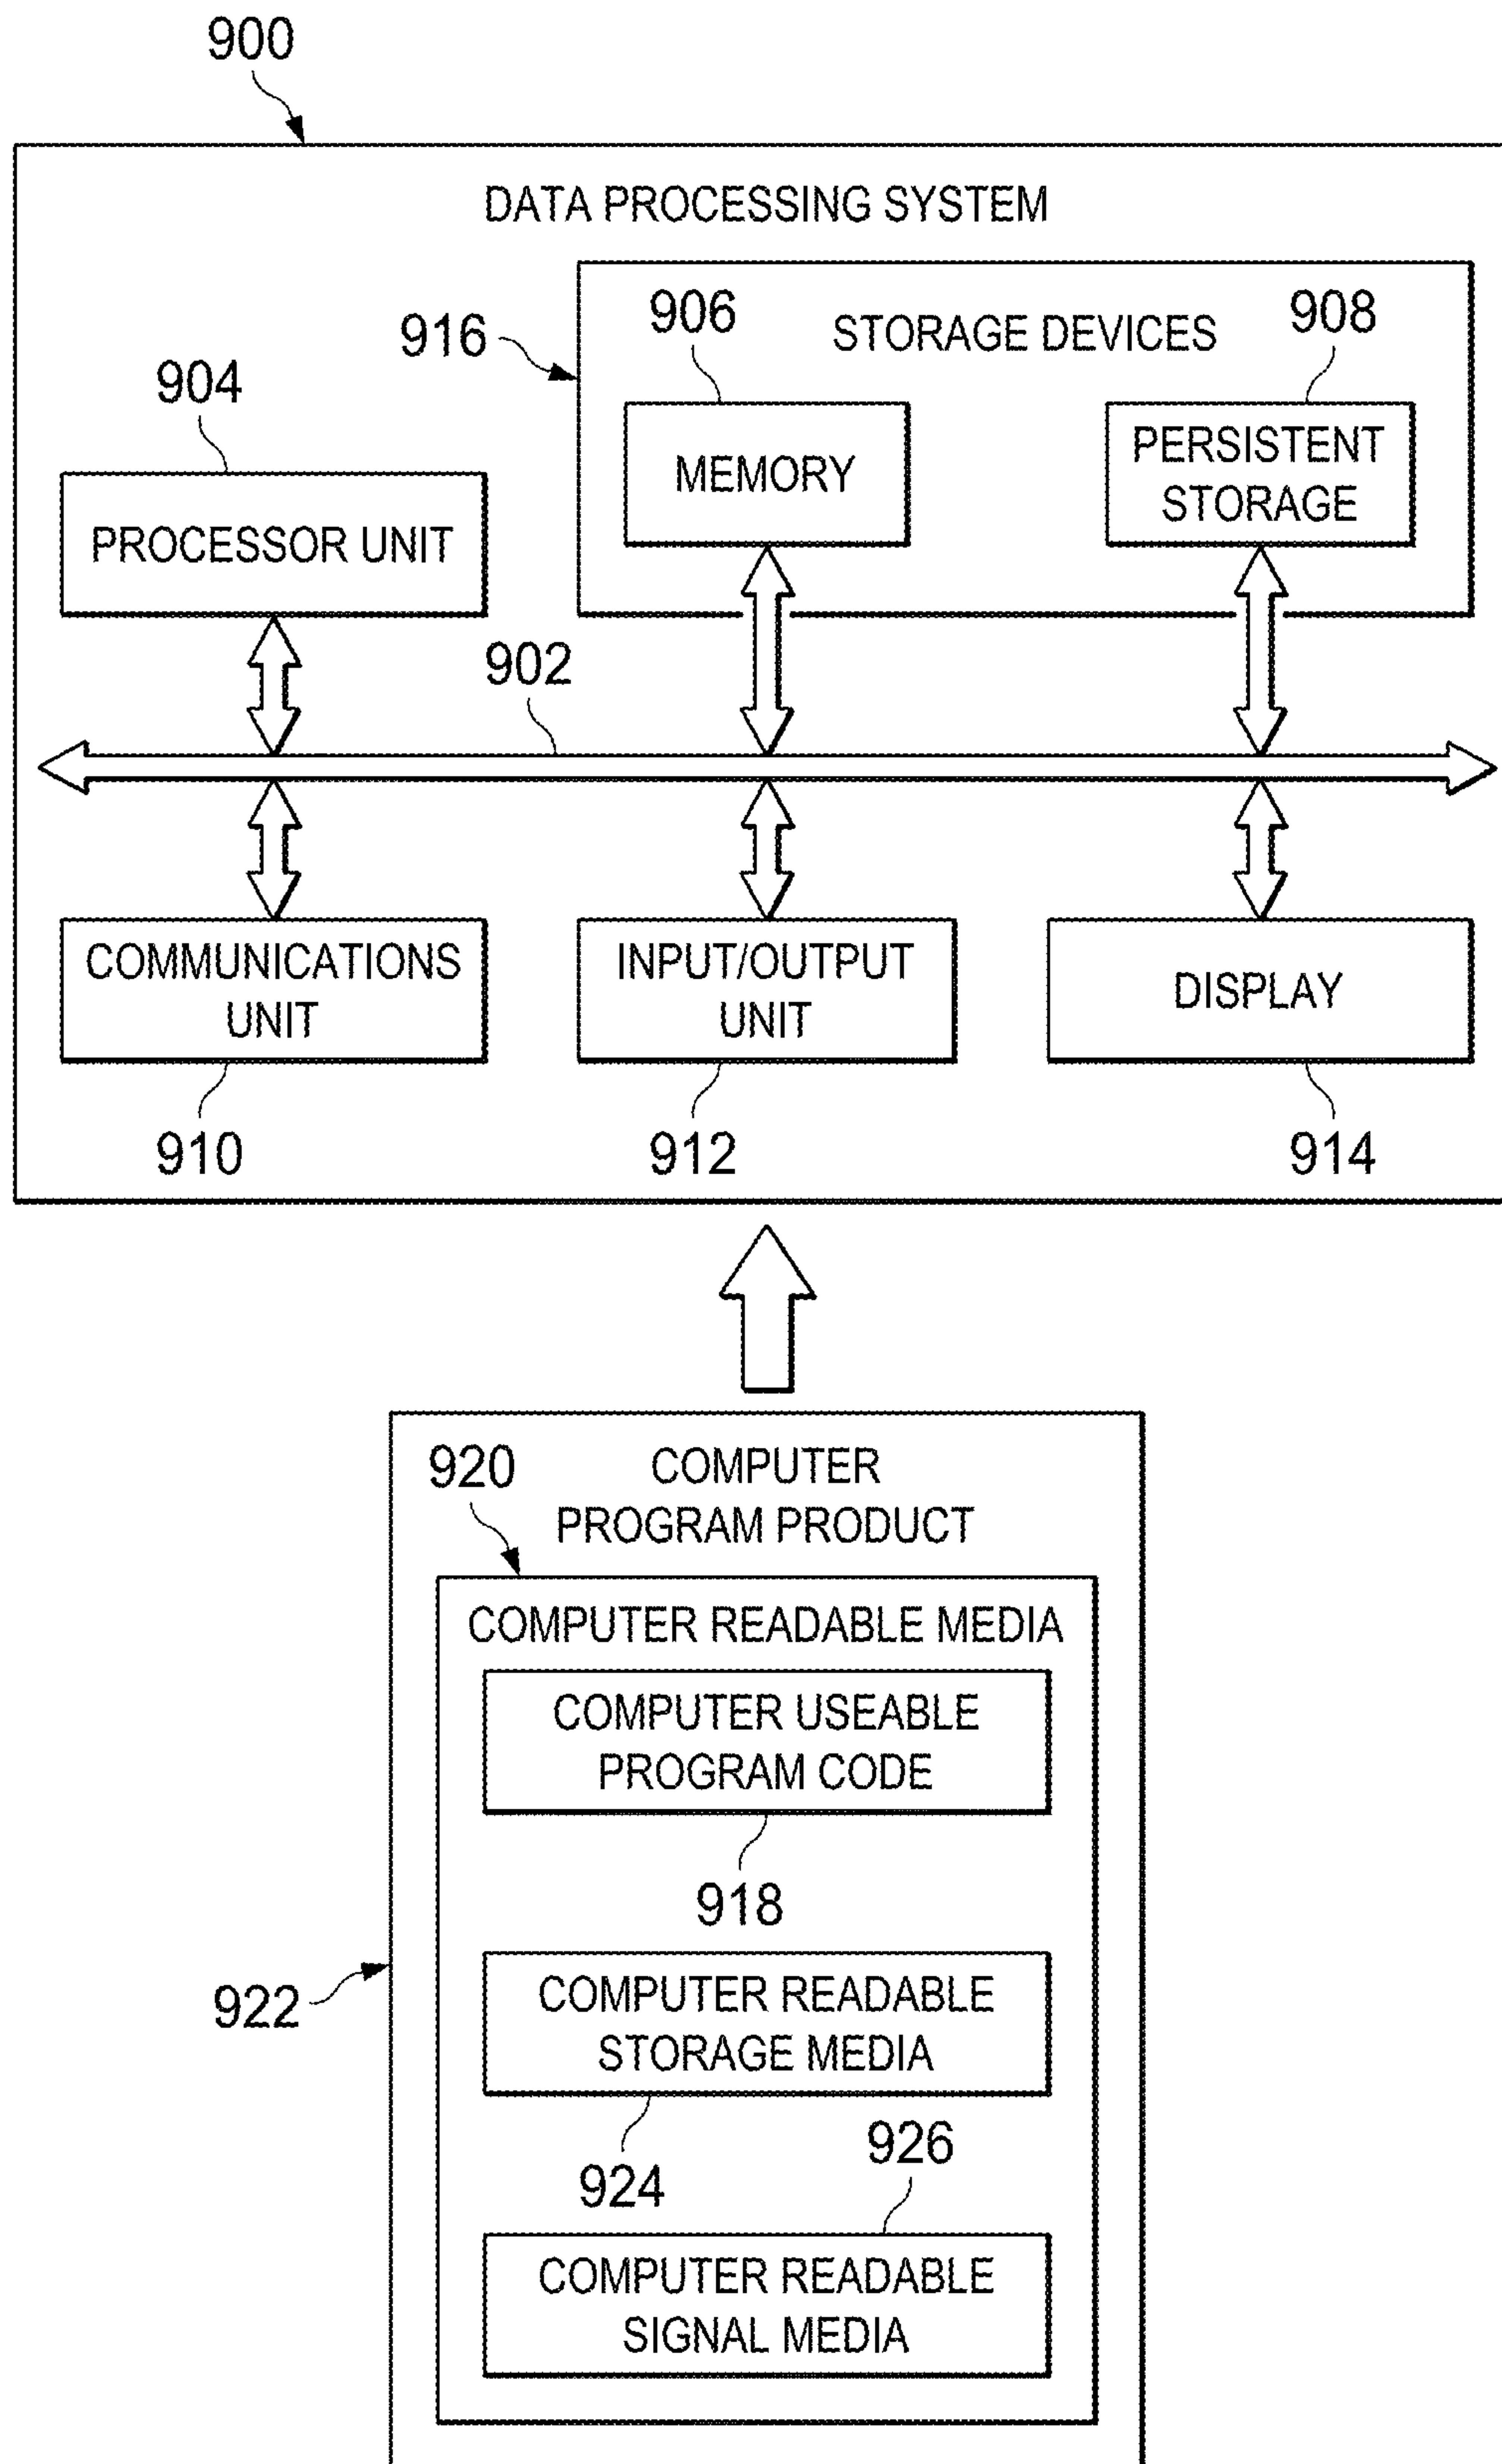 900
DATA PROCESSING SYSTEM
916
906
STORAGE DEVICES
908
904
MEMORY
PERSISTENT
STORAGE
PROCESSOR UNIT
902
COMMUNICATIONS
UNIT
INPUT/OUTPUT
UNIT
DISPLAY
910
912
914
920
COMPUTER
PROGRAM PRODUCT
COMPUTER READABLE MEDIA
COMPUTER USEABLE
PROGRAM CODE
918
922
COMPUTER READABLE
STORAGE MEDIA
924
926
COMPUTER READABLE
SIGNAL MEDIA